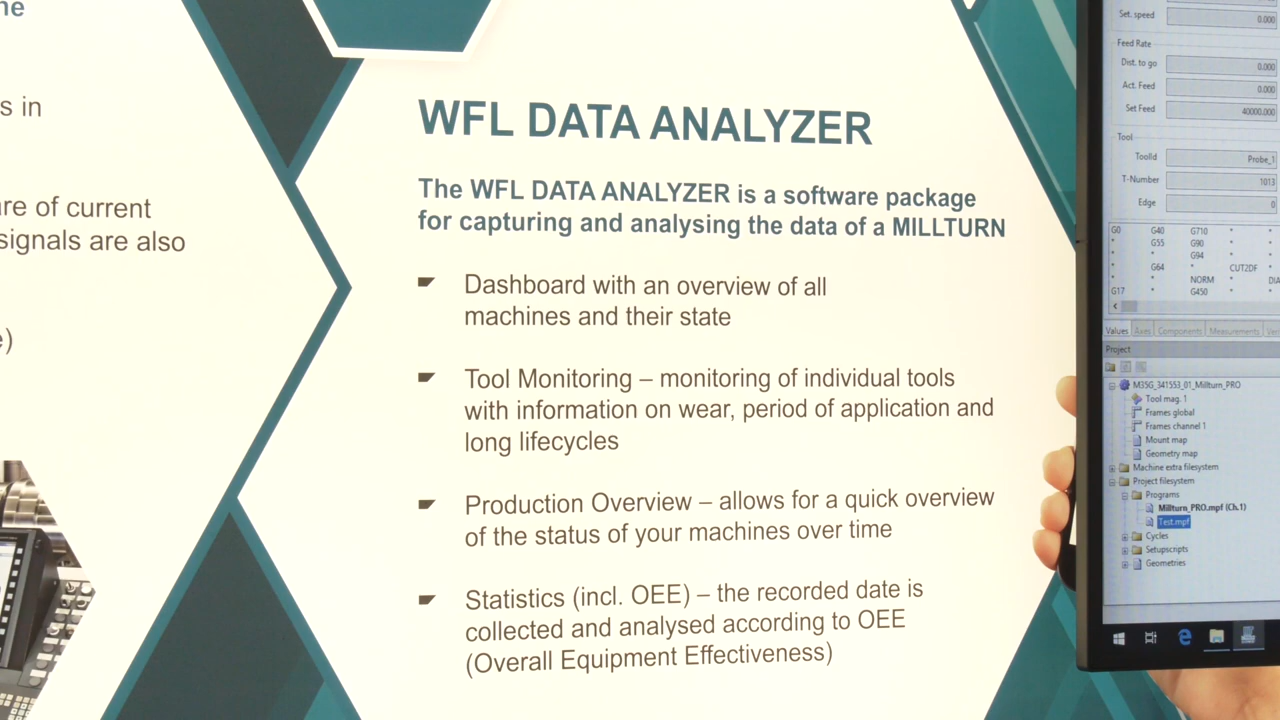 ne
s in
re of current
signals are also
e)
WFL DATA ANALYZER
The WFL DATA ANALYZER is a software package
for capturing and analysing the data of a MILLTURN
Dashboard with an overview of all
machines and their state
Tool Monitoring – monitoring of individual tools
with information on wear, period of application and
long lifecycles
Production Overview – allows for a quick overview
of the status of your machines over time
Statistics (incl. OEE) – the recorded date is
collected and analysed according to OEE
(Overall Equipment Effectiveness)
Set. speed 0.000
Feed Rate
Dist. to go 0.000
Act. Feed 0.000
Set Feed 40000.000
Tool
ToolId Probe_1
T-Number 1013
Edge 0
G0 G40 G710 * *
* G55 G90 * *
* * G94 * *
* G64 * CUT2DF *
* * NORM * DIA
G17 * G450 * *
Values Axes Components Measurements
Project
M35G_341553_01_Millturn_PRO
Tool mag. 1
Frames global
Frames channel 1
Mount map
Geometry map
Machine extra filesystem
Project filesystem
Programs
Millturn_PRO.mpf (Ch.1)
Test.mpf
Cycles
Setupscripts
Geometries